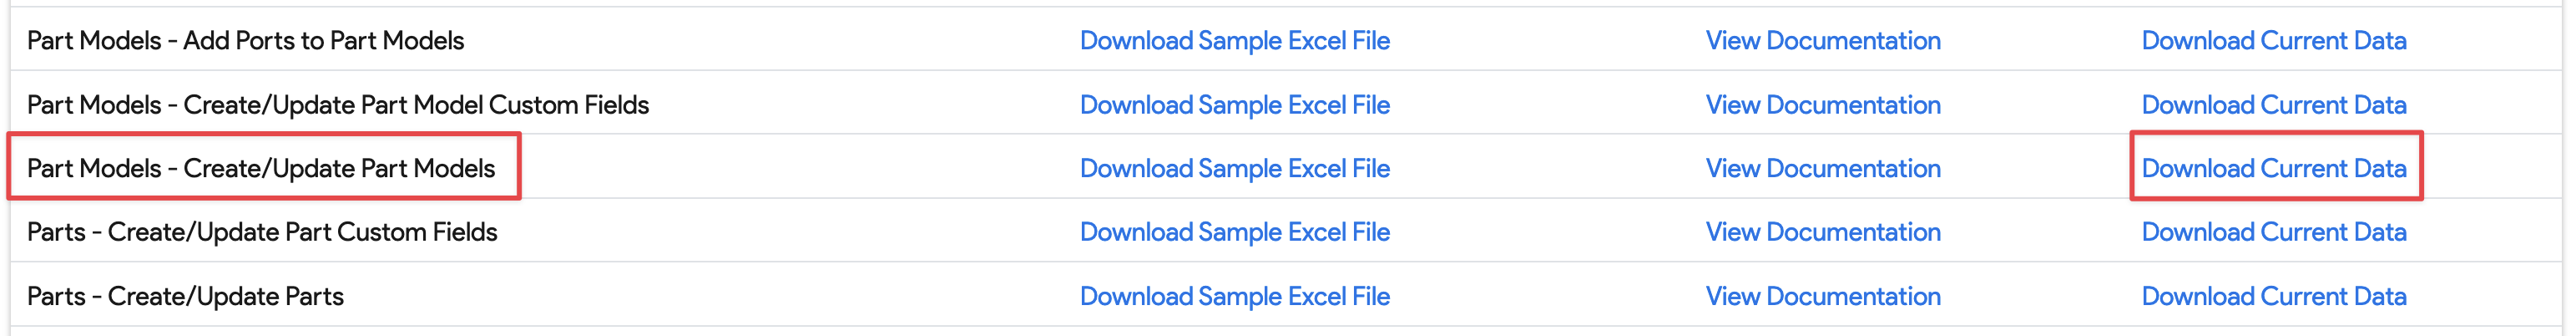 Part Models - Add Ports to Part Models Download Sample Excel File View Documentation Download Current Data
Part Models - Create/Update Part Model Custom Fields Download Sample Excel File View Documentation Download Current Data
Part Models - Create/Update Part Models Download Sample Excel File View Documentation Download Current Data
Parts - Create/Update Part Custom Fields Download Sample Excel File View Documentation Download Current Data
Parts - Create/Update Parts Download Sample Excel File View Documentation Download Current Data